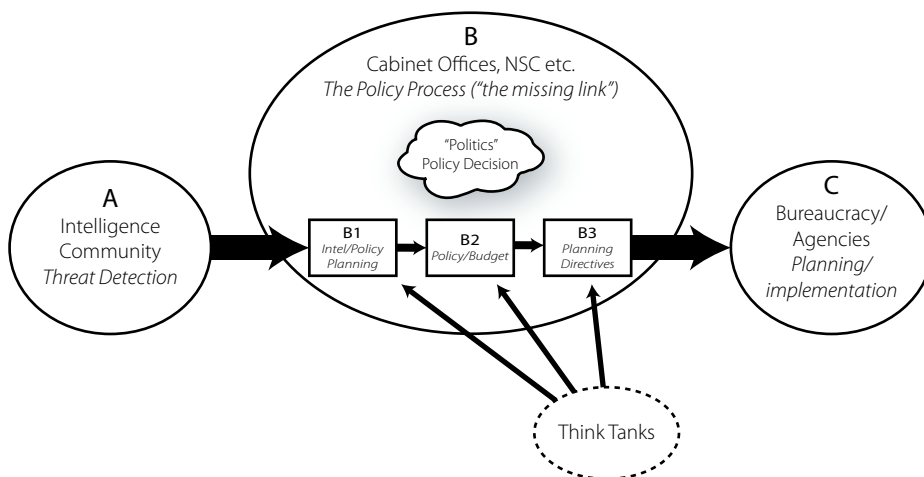 A
Intelligence
Community
Threat Detection
B
Cabinet Offices, NSC etc.
The Policy Process (“the missing link”)
“Politics”
Policy Decision
B1
Intel/Policy
Planning
B2
Policy/Budget
B3
Planning
Directives
C
Bureaucracy/
Agencies
Planning/
implementation
Think Tanks